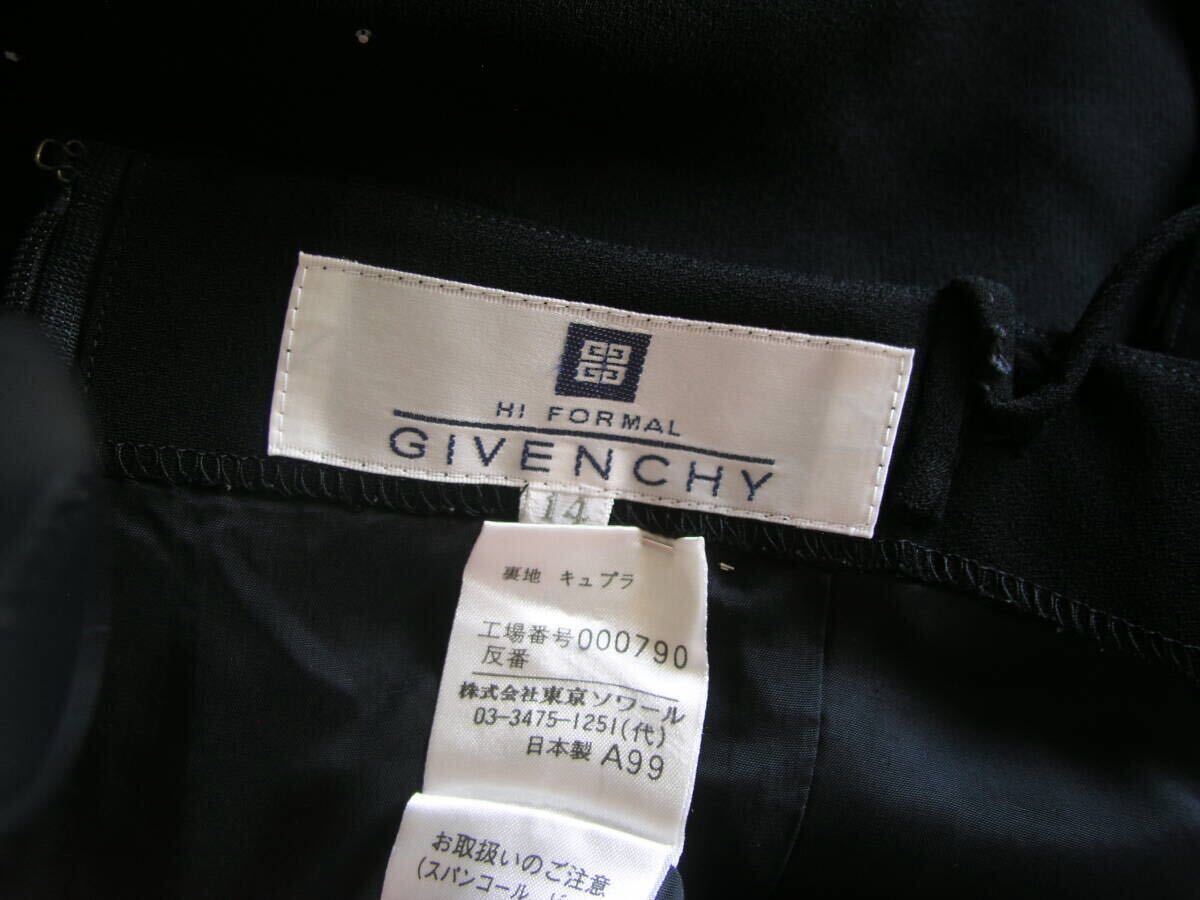 HI FORMAL
GIVENCHY
14
裏地 キュプラ
工場番号000790
反番
株式会社東京ソワール
03-3475-1251(代)
日本製 A99
お取扱いのご注意
(スパンコール